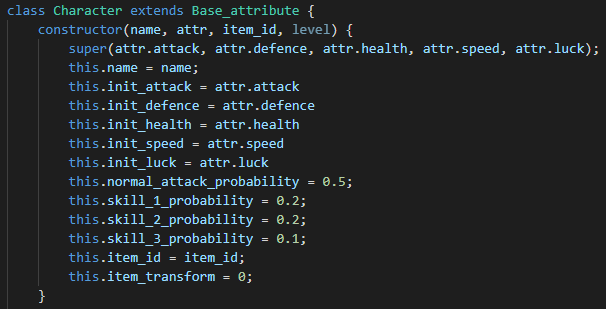 class Character extends Base_attribute {
    constructor(name, attr, item_id, level) {
        super(attr.attack, attr.defence, attr.health, attr.speed, attr.luck);
        this.name = name;
        this.init_attack = attr.attack
        this.init_defence = attr.defence
        this.init_health = attr.health
        this.init_speed = attr.speed
        this.init_luck = attr.luck
        this.normal_attack_probability = 0.5;
        this.skill_1_probability = 0.2;
        this.skill_2_probability = 0.2;
        this.skill_3_probability = 0.1;
        this.item_id = item_id;
        this.item_transform = 0;
    }